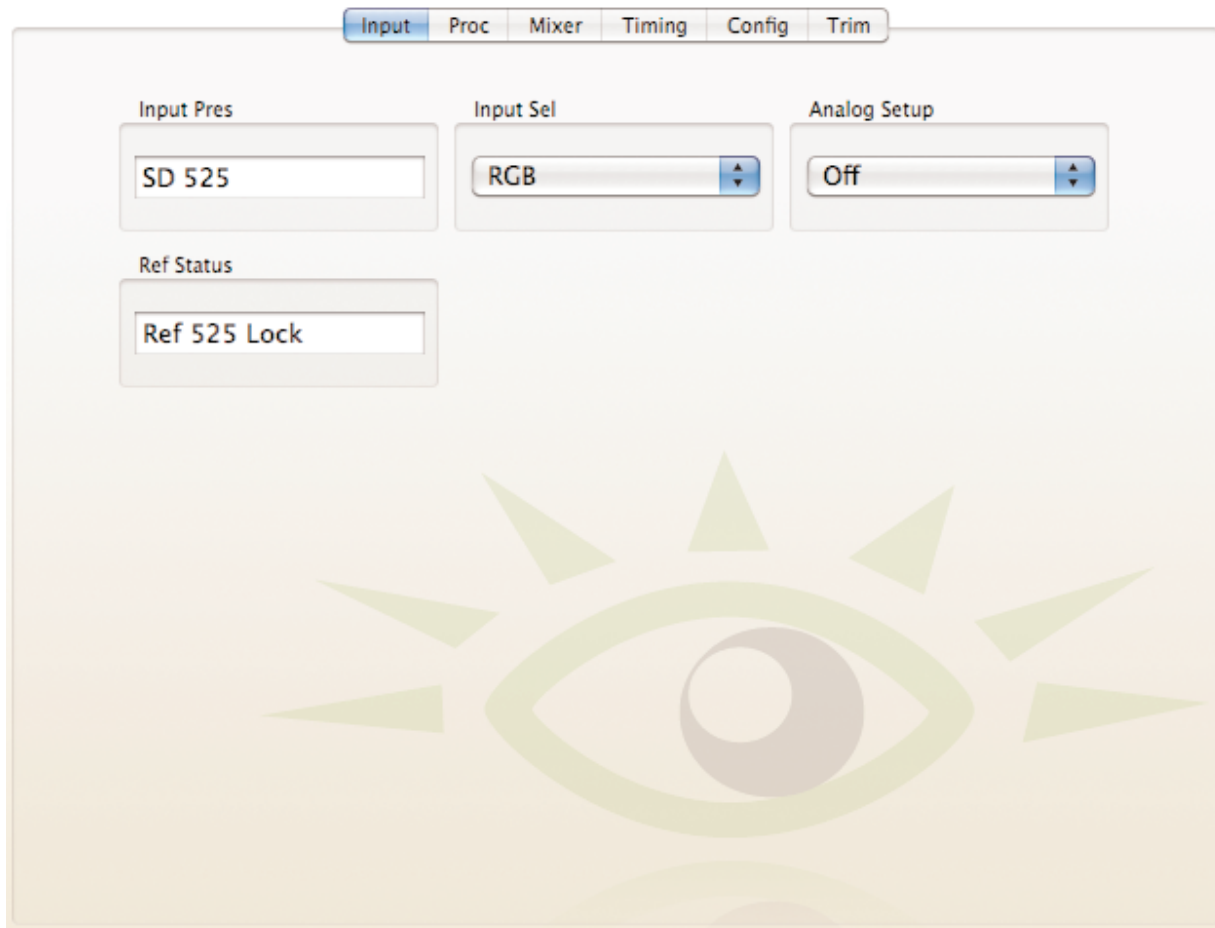 Input Proc Mixer Timing Config Trim
Input Pres Input Sel Analog Setup
SD 525 RGB Off
Ref Status
Ref 525 Lock